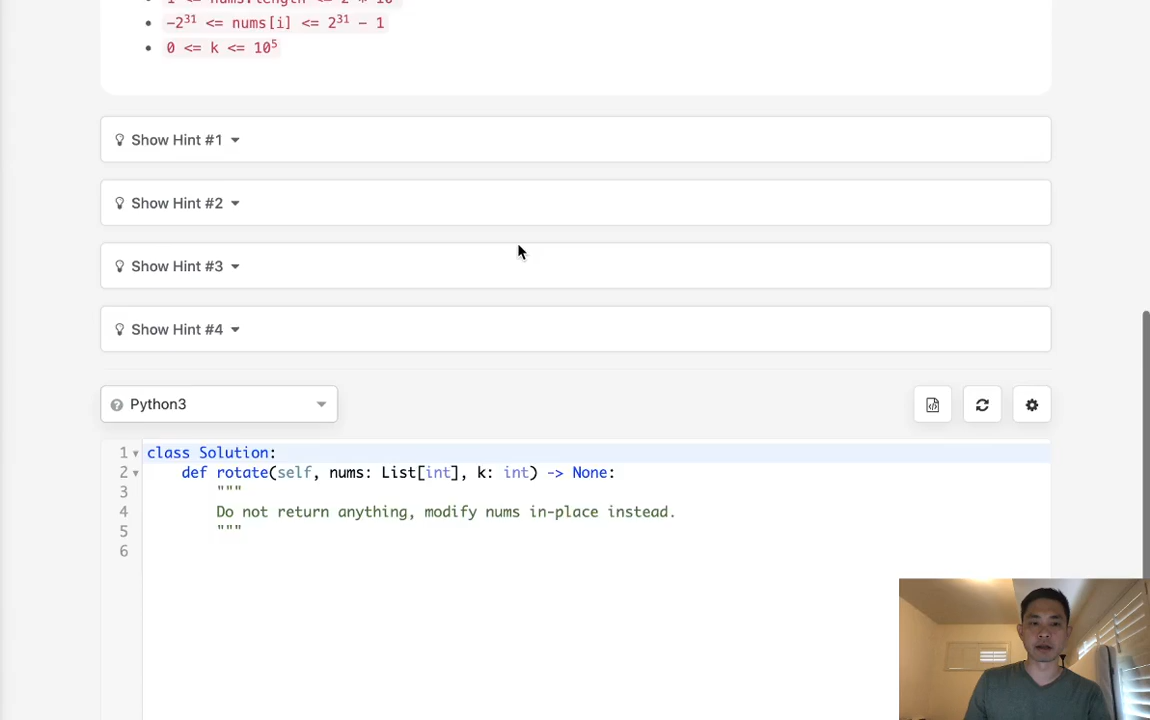 -2³¹ <= nums[i] <= 2³¹ - 1
0 <= k <= 10⁵
Show Hint #1
Show Hint #2
Show Hint #3
Show Hint #4
Python3
1 class Solution:
2 def rotate(self, nums: List[int], k: int) -> None:
3 """
4 Do not return anything, modify nums in-place instead.
5 """
6